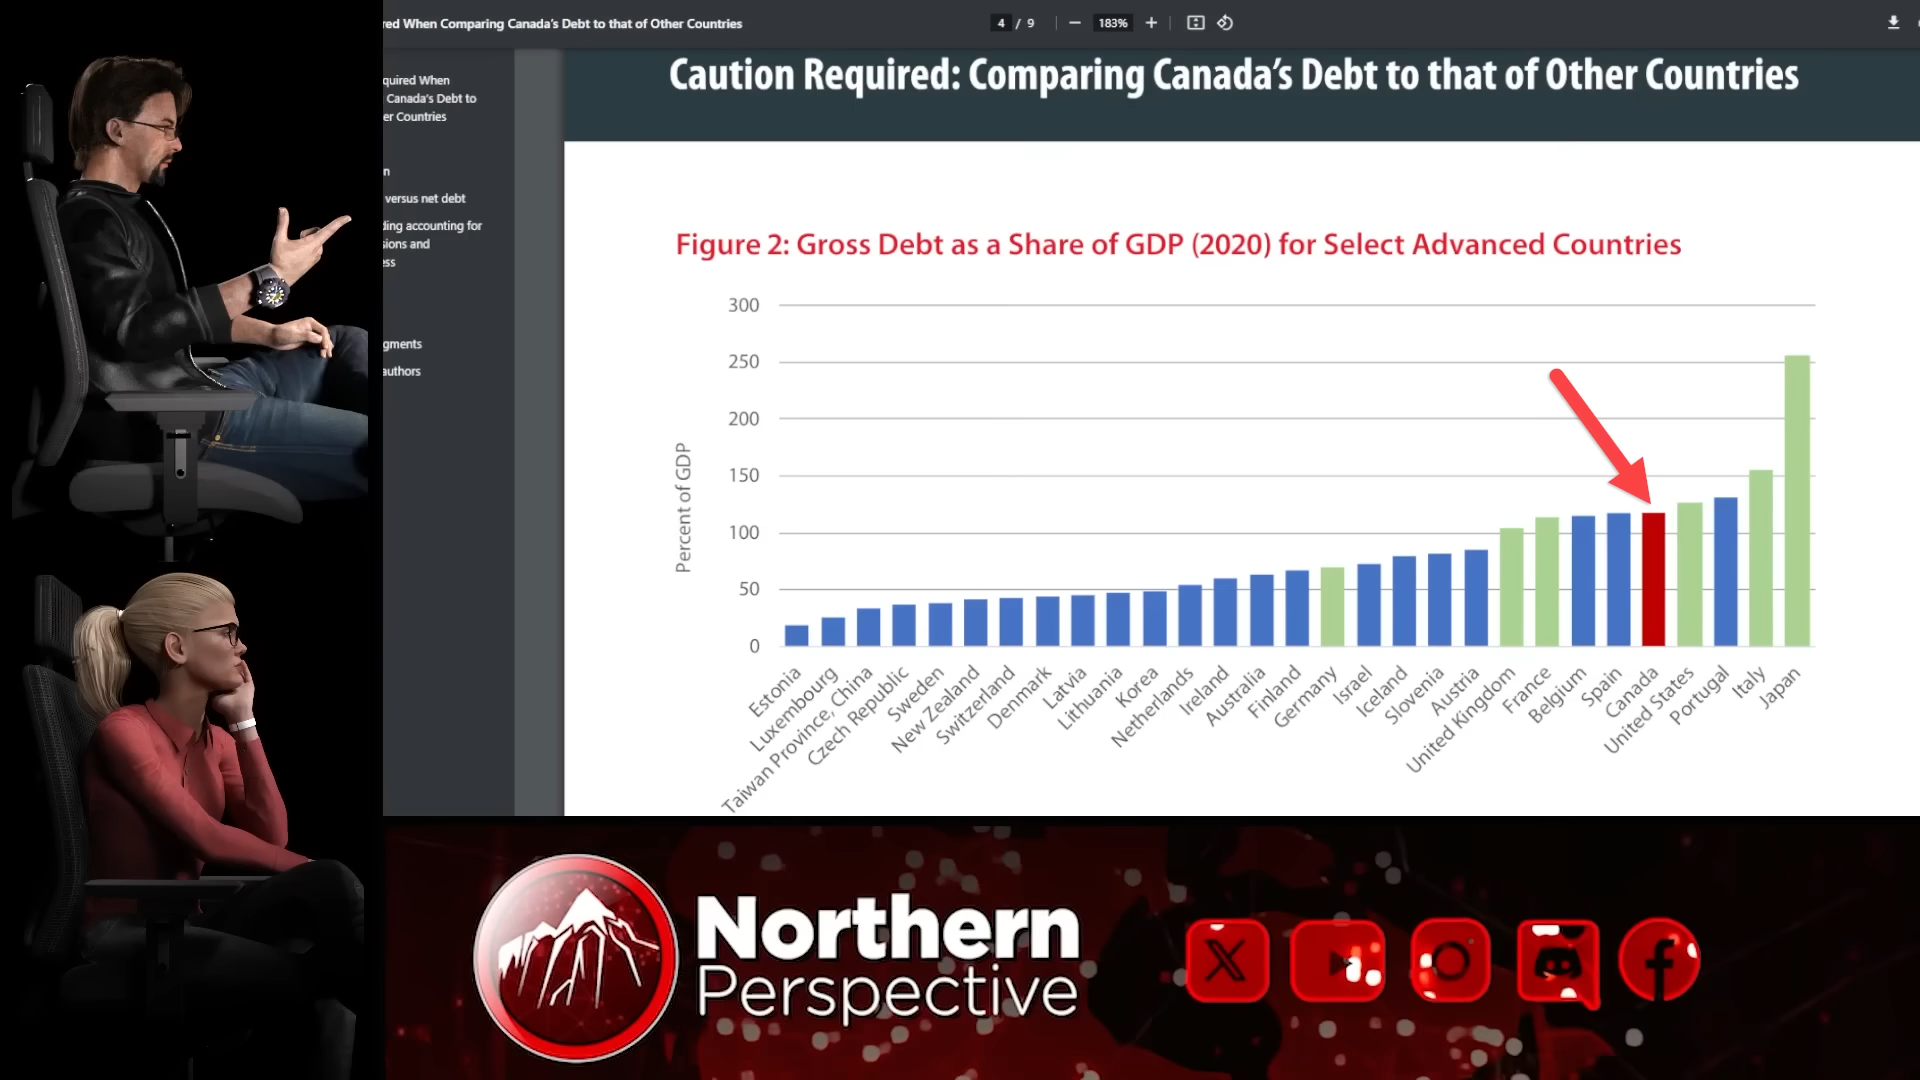 red When Comparing Canada's Debt to that of Other Countries
4 / 9
183%
quired When
Canada's Debt to
er Countries
n
versus net debt
ding accounting for
sions and
ess
gments
authors
Caution Required: Comparing Canada's Debt to that of Other Countries
Figure 2: Gross Debt as a Share of GDP (2020) for Select Advanced Countries
Percent of GDP
300
250
200
150
100
50
0
Estonia
Luxembourg
Taiwan Province, China
Czech Republic
Sweden
New Zealand
Switzerland
Denmark
Latvia
Lithuania
Korea
Netherlands
Ireland
Australia
Finland
Germany
Israel
Iceland
Slovenia
Austria
United Kingdom
France
Belgium
Spain
Canada
United States
Portugal
Italy
Japan
Northern
Perspective